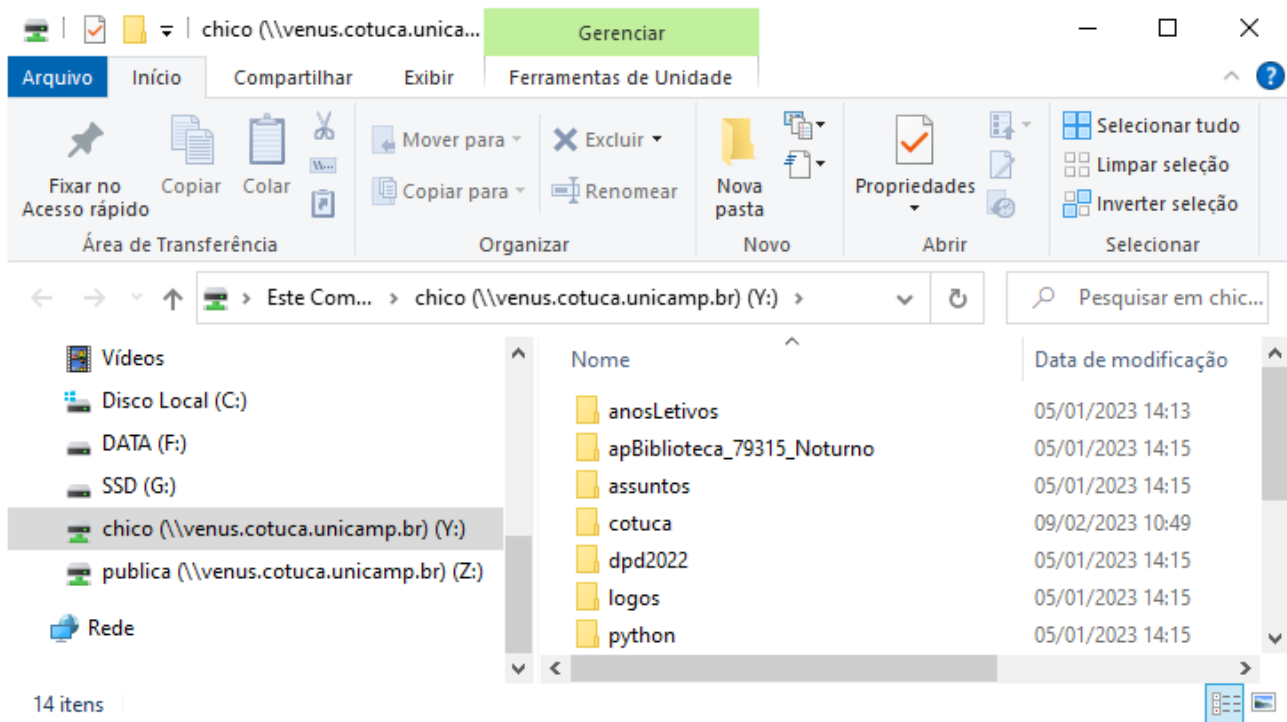 chico (\\venus.cotuca.unica...
Gerenciar
Arquivo Início Compartilhar Exibir Ferramentas de Unidade
Fixar no
Acesso rápido
Copiar
Colar
Mover para
Copiar para
Excluir
Renomear
Nova
pasta
Propriedades
Selecionar tudo
Limpar seleção
Inverter seleção
Área de Transferência Organizar Novo Abrir Selecionar
Este Com... > chico (\\venus.cotuca.unicamp.br) (Y:) >
Pesquisar em chic...
Vídeos
Disco Local (C:)
DATA (F:)
SSD (G:)
chico (\\venus.cotuca.unicamp.br) (Y:)
publica (\\venus.cotuca.unicamp.br) (Z:)
Rede
Nome Data de modificação
anosLetivos 05/01/2023 14:13
apBiblioteca_79315_Noturno 05/01/2023 14:15
assuntos 05/01/2023 14:15
cotuca 09/02/2023 10:49
dpd2022 05/01/2023 14:15
logos 05/01/2023 14:15
python 05/01/2023 14:15
14 itens